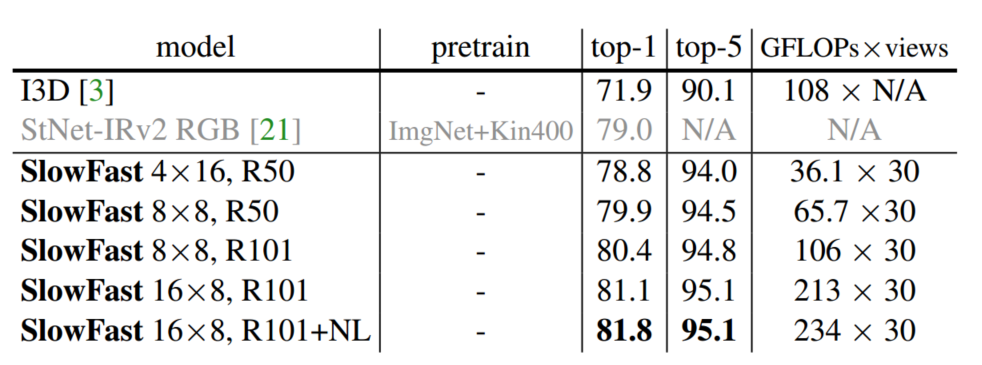 model pretrain top-1 top-5 GFLOPs×views
I3D [3] - 71.9 90.1 108 × N/A
StNet-IRv2 RGB [21] ImgNet+Kin400 79.0 N/A N/A
SlowFast 4×16, R50 - 78.8 94.0 36.1 × 30
SlowFast 8×8, R50 - 79.9 94.5 65.7 ×30
SlowFast 8×8, R101 - 80.4 94.8 106 × 30
SlowFast 16×8, R101 - 81.1 95.1 213 × 30
SlowFast 16×8, R101+NL - 81.8 95.1 234 × 30